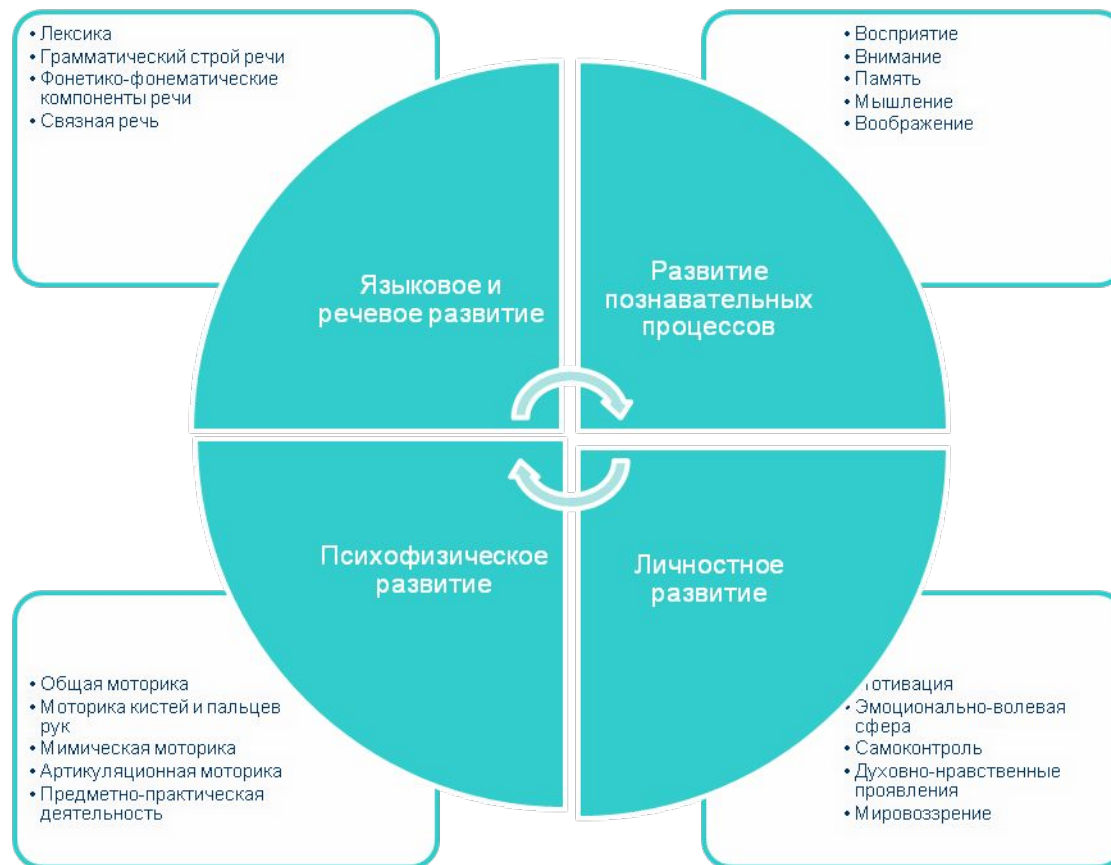 • Лексика
• Грамматический строй речи
• Фонетико-фонематические
компоненты речи
• Связная речь
• Восприятие
• Внимание
• Память
• Мышление
• Воображение
Языковое и
речевое развитие
Развитие
познавательных
процессов
Психофизическое
развитие
Личностное
развитие
• Общая моторика
• Моторика кистей и пальцев
рук
• Мимическая моторика
• Артикуляционная моторика
• Предметно-практическая
деятельность
Мотивация
• Эмоционально-волевая
сфера
• Самоконтроль
• Духовно-нравственные
проявления
• Мировоззрение